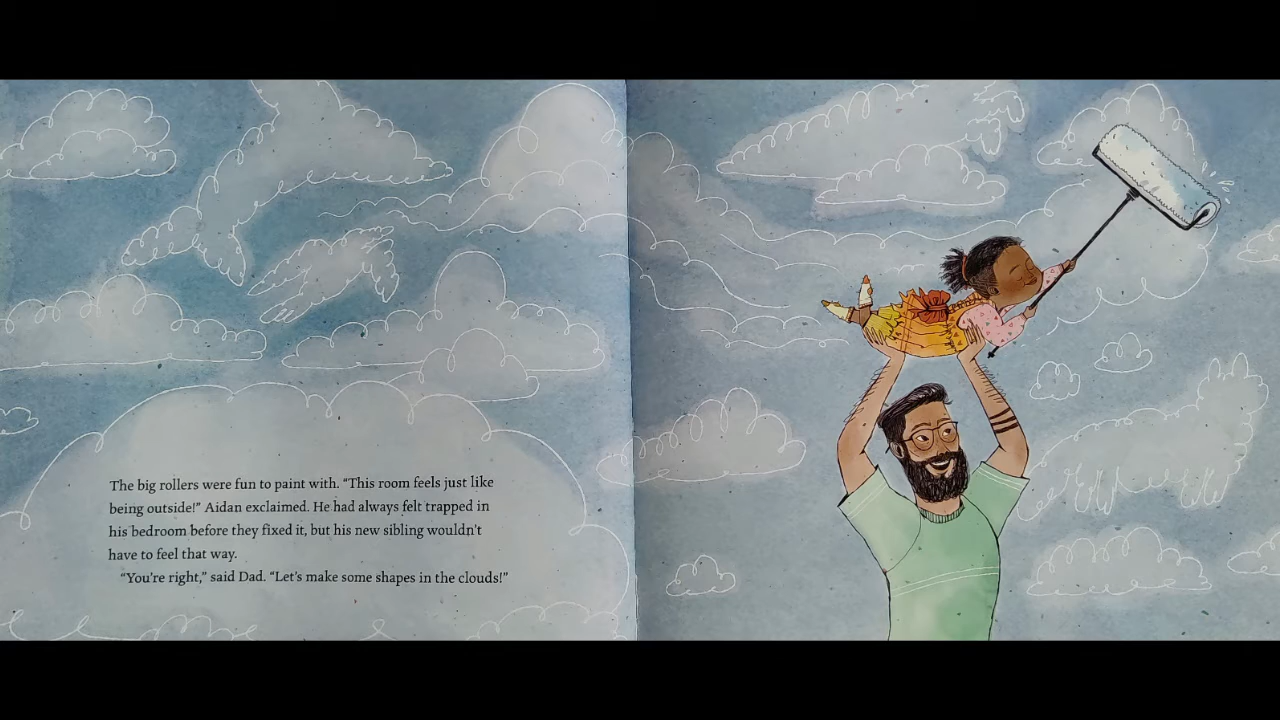 The big rollers were fun to paint with. “This room feels just like
being outside!” Aidan exclaimed. He had always felt trapped in
his bedroom before they fixed it, but his new sibling wouldn't
have to feel that way.
“You're right,” said Dad. “Let's make some shapes in the clouds!”